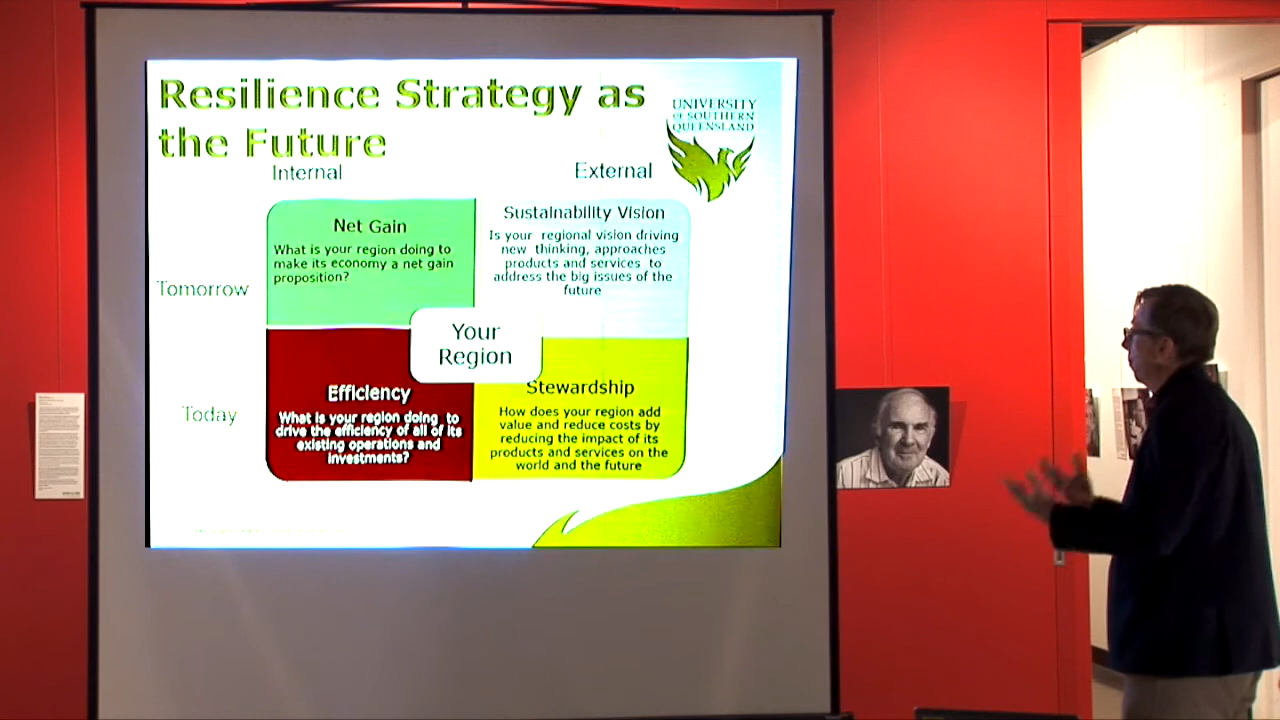 Resilience Strategy as
the Future
UNIVERSITY
OF SOUTHERN
QUEENSLAND
Internal
External
Net Gain
What is your region doing to
make its economy a net gain
proposition?
Sustainability Vision
Is your regional vision driving
new thinking, approaches
products and services to
address the big issues of the
future
Tomorrow
Your
Region
Today
Efficiency
What is your region doing to
drive the efficiency of all of its
existing operations and
investments?
Stewardship
How does your region add
value and reduce costs by
reducing the impact of its
products and services on the
world and the future